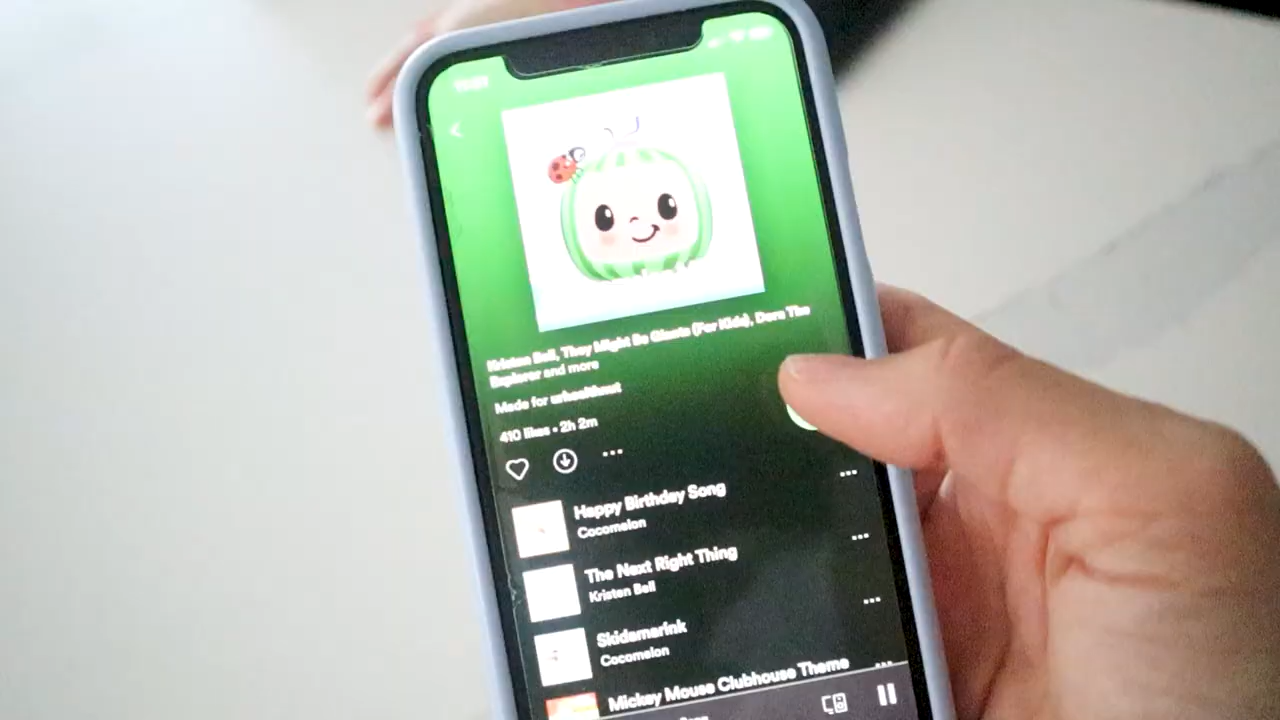 Kristen Bell, They Might Be Giants (For Kids), Dora The
Explorer and more
Made for
410 likes • 2h 2m
Happy Birthday Song
Cocomelon
The Next Right Thing
Kristen Bell
Skidamarink
Cocomelon
Mickey Mouse Clubhouse Theme